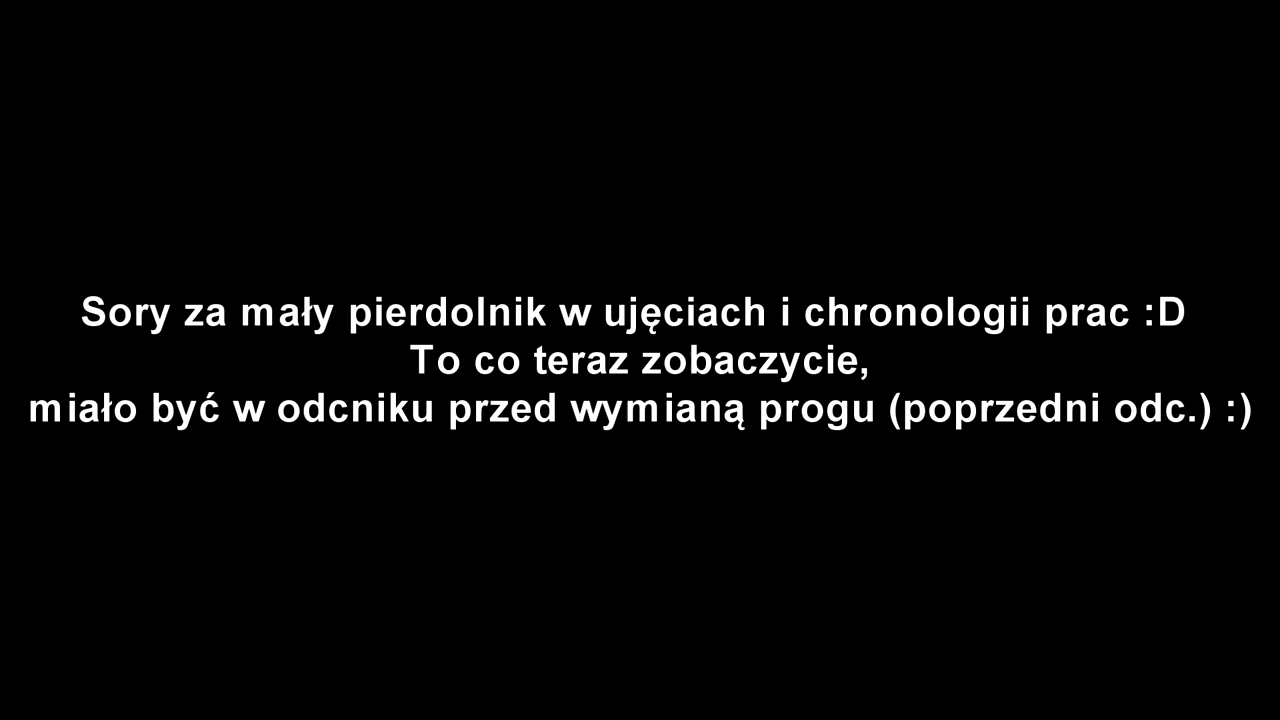 Sory za mały pierdolnik w ujęciach i chronologii prac :D
To co teraz zobaczycie,
miało być w odcniku przed wymianą progu (poprzedni odc.) :)